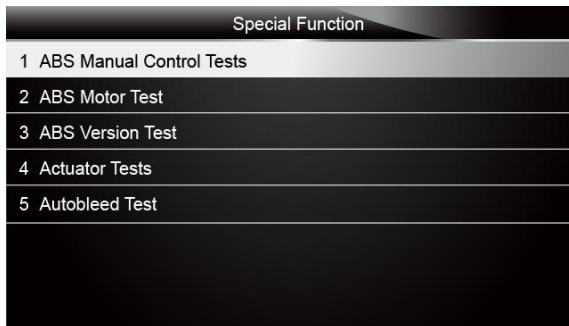 Special Function
1 ABS Manual Control Tests
2 ABS Motor Test
3 ABS Version Test
4 Actuator Tests
5 Autobleed Test